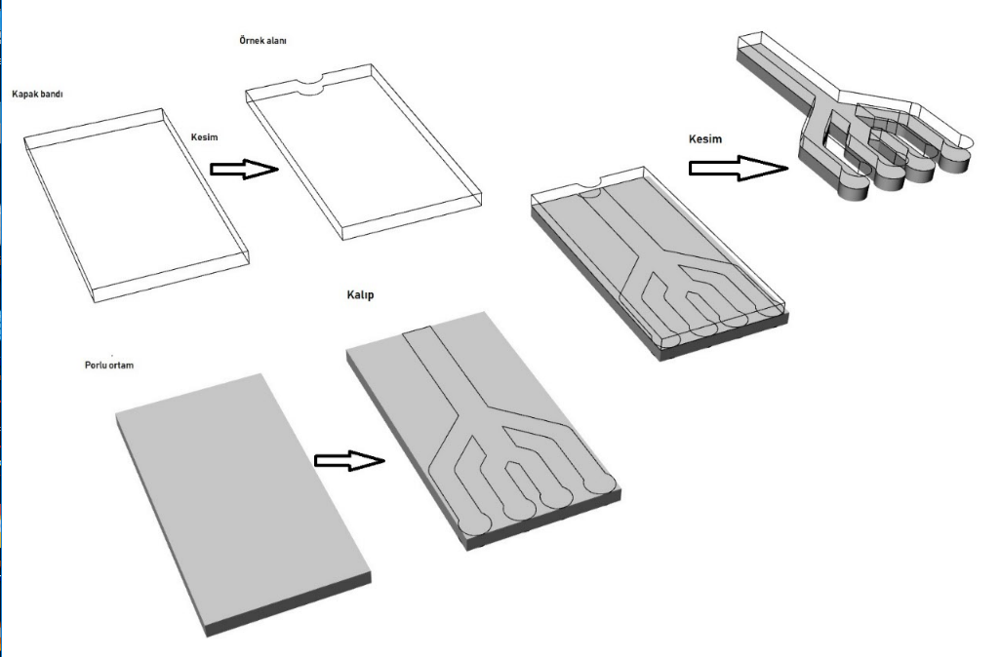 Örnek alanı
Kapak bandı
Kesim
Kesim
Kalıp
Porlu ortam